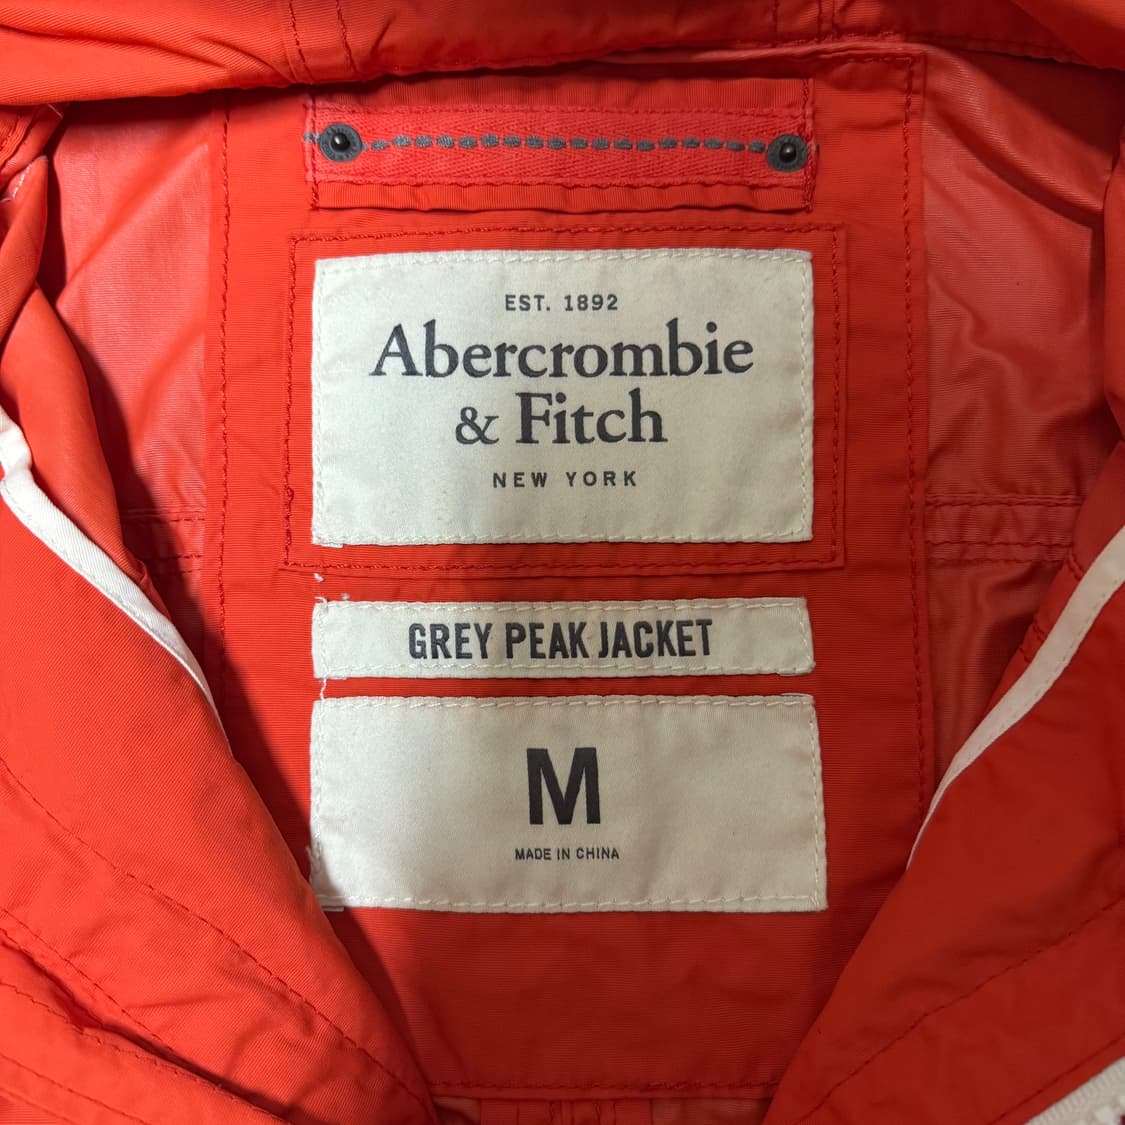 EST. 1892
Abercrombie
& Fitch
NEW YORK
GREY PEAK JACKET
M
MADE IN CHINA